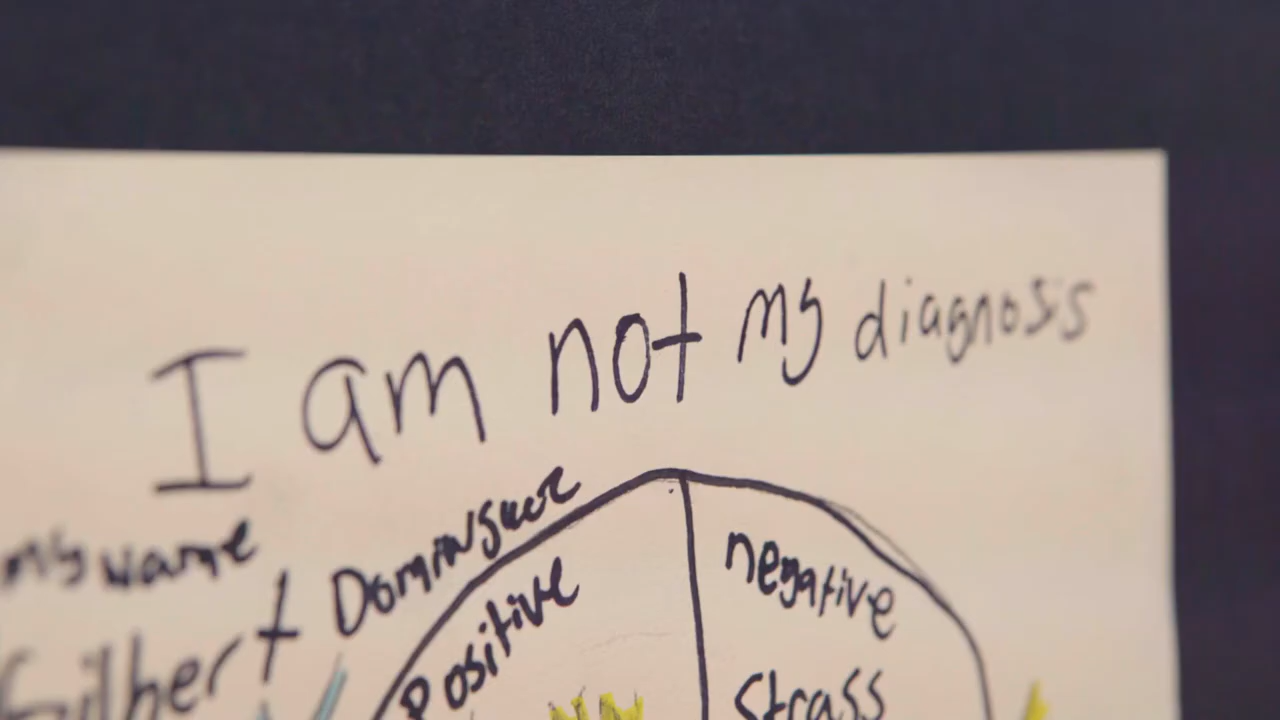 I am not my diagnosis
my name
Gilbert Dominguez
Positive
negative
Strass